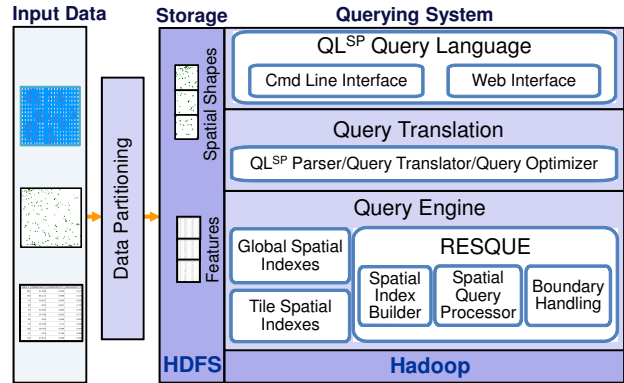 Input Data
Storage
Querying System
QL^SP Query Language
Cmd Line Interface
Web Interface
Spatial Shapes
Query Translation
QL^SP Parser/Query Translator/Query Optimizer
Data Partitioning
Query Engine
Features
Global Spatial
Indexes
Tile Spatial
Indexes
RESQUE
Spatial
Index
Builder
Spatial
Query
Processor
Boundary
Handling
HDFS
Hadoop